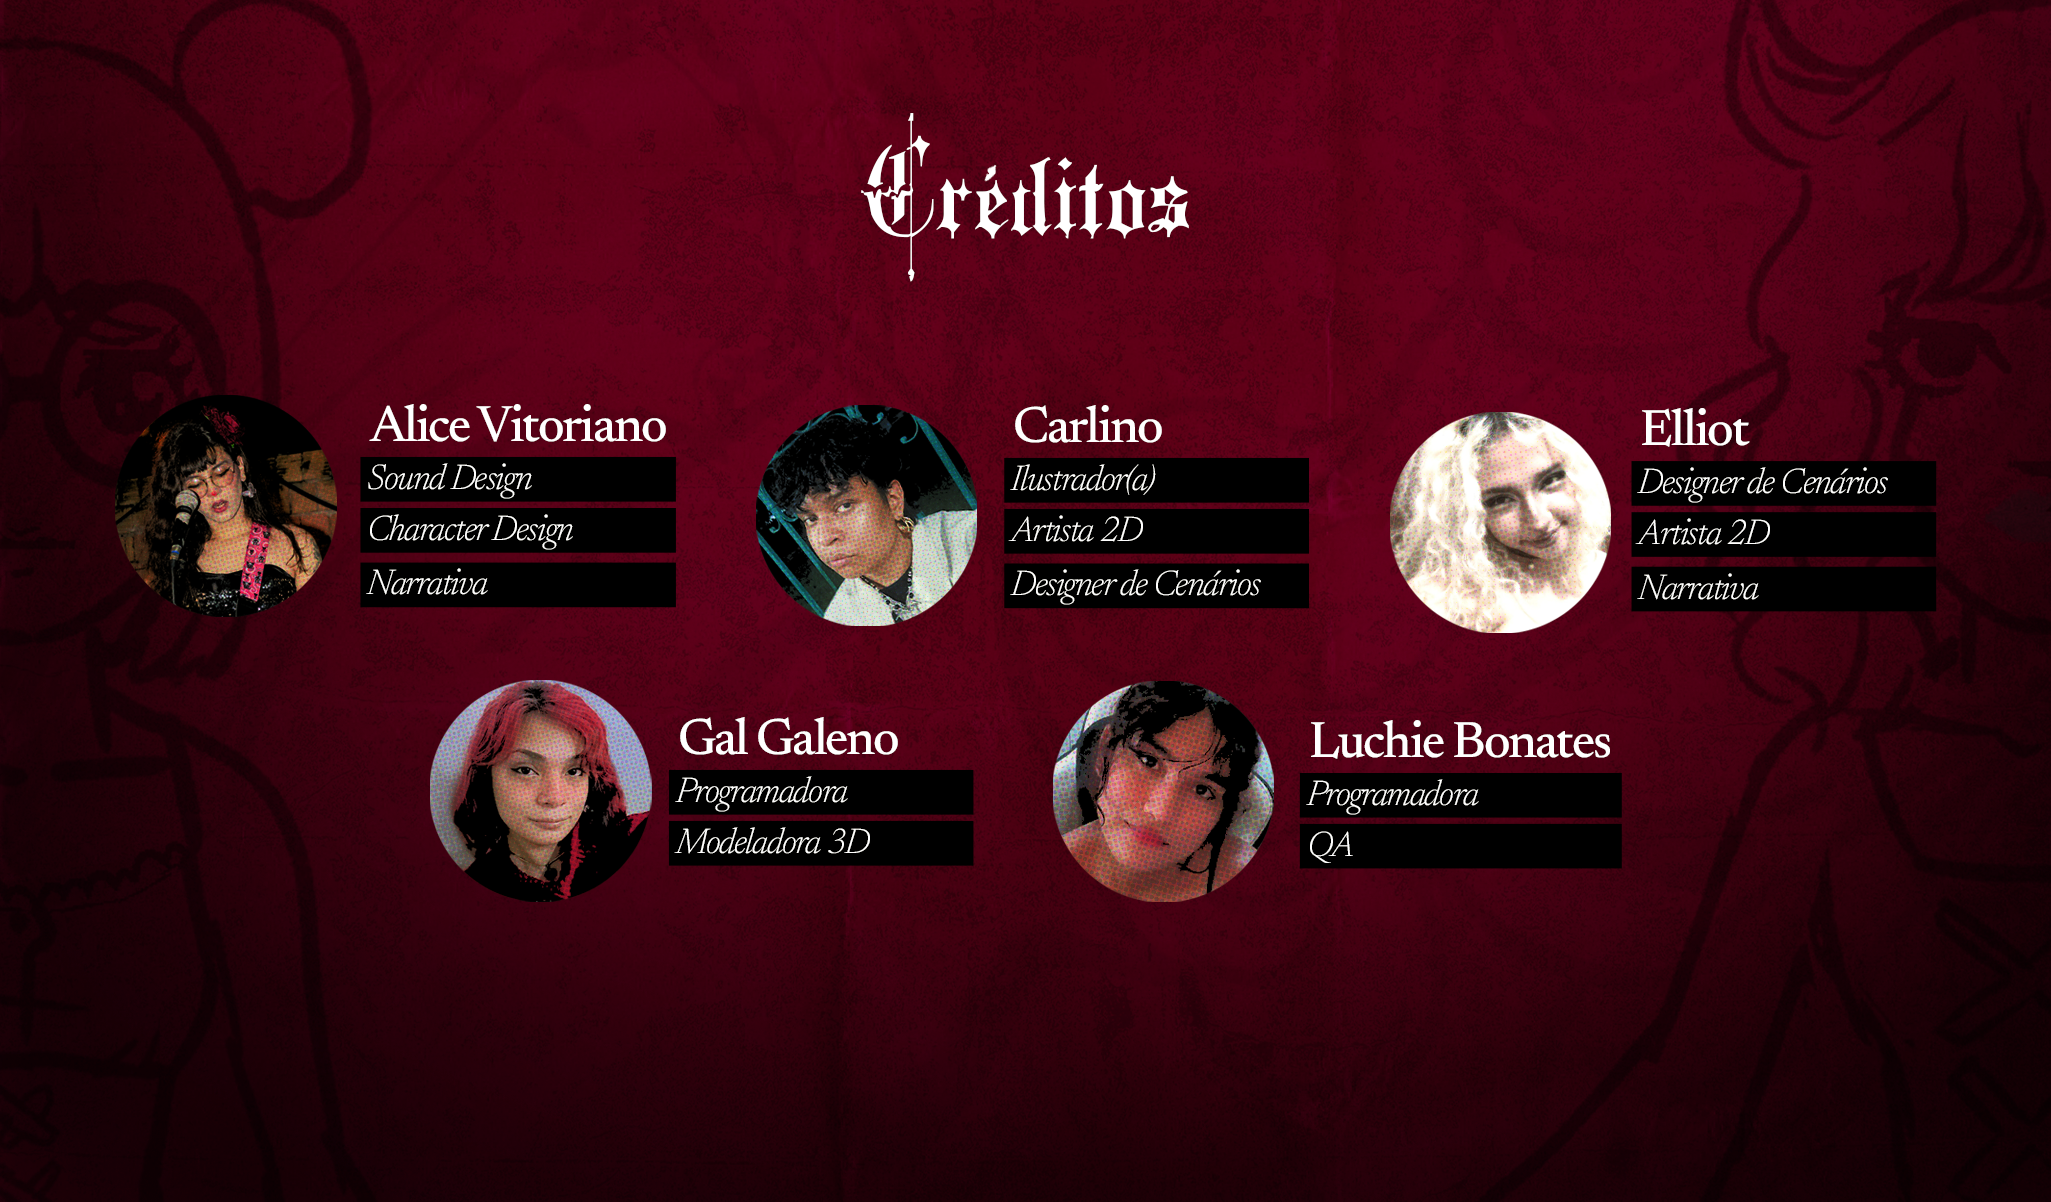 Créditos
Alice Vitoriano
Sound Design
Character Design
Narrativa
Carlino
Ilustrador(a)
Artista 2D
Designer de Cenários
Elliot
Designer de Cenários
Artista 2D
Narrativa
Gal Galeno
Programadora
Modeladora 3D
Luchie Bonates
Programadora
QA